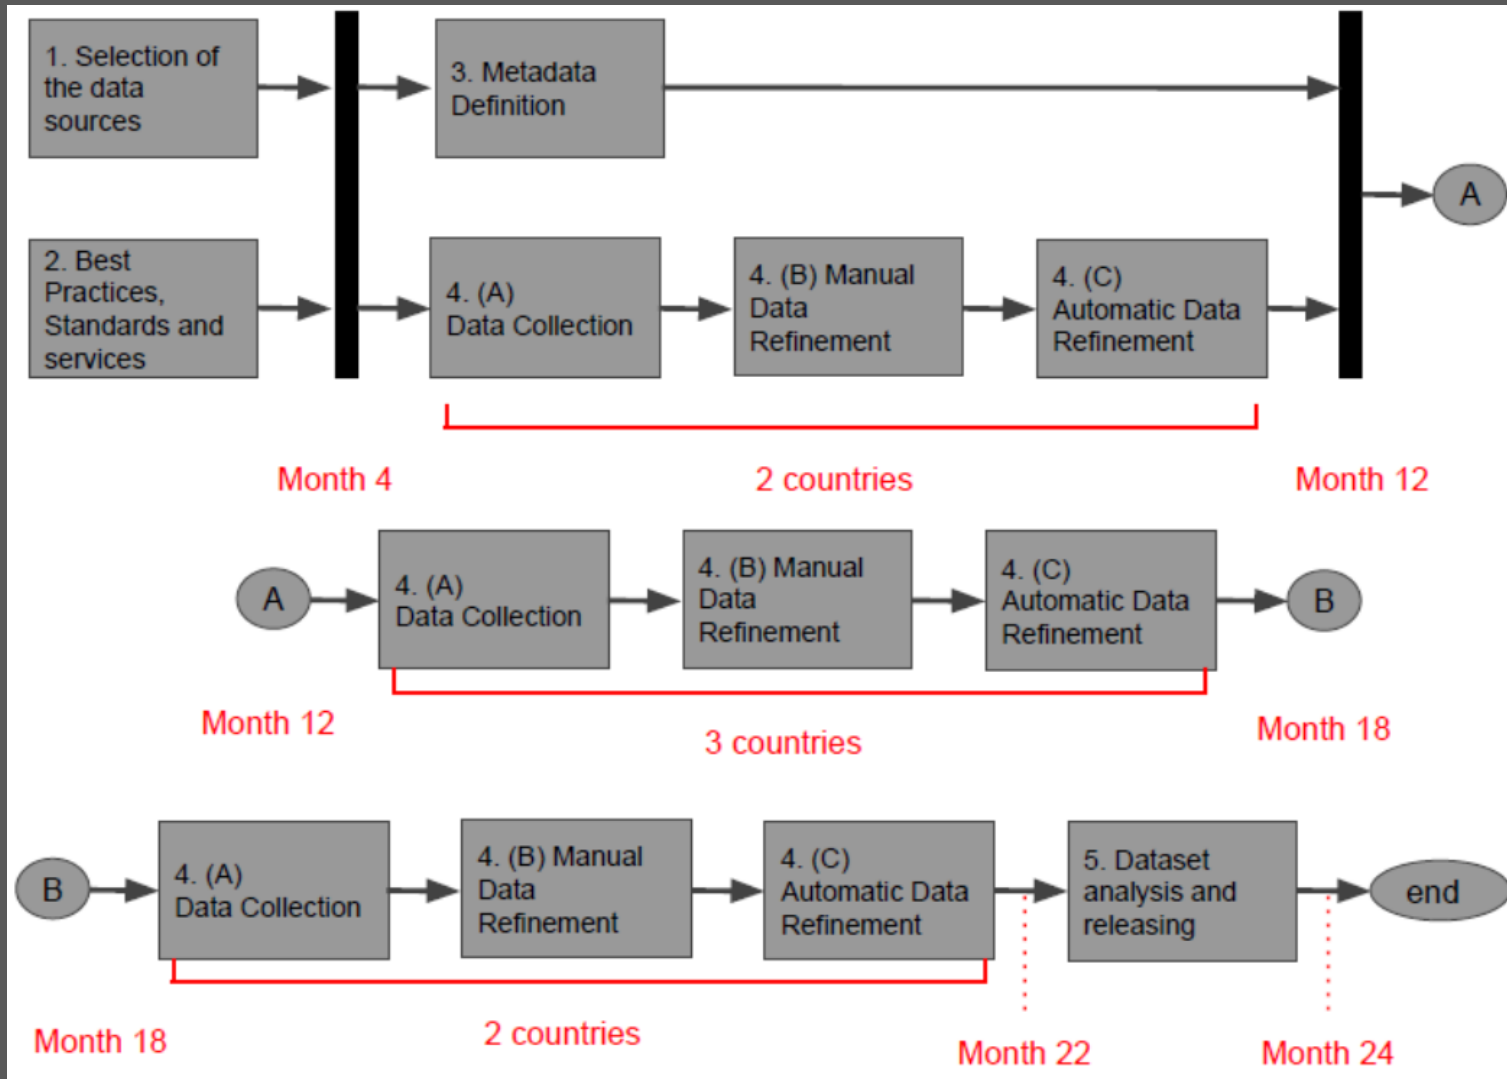 1. Selection of
the data
sources
3. Metadata
Definition
A
2. Best
Practices,
Standards and
services
4. (A)
Data Collection
4. (B) Manual
Data
Refinement
4. (C)
Automatic Data
Refinement
Month 4
2 countries
Month 12
A
4. (A)
Data Collection
4. (B) Manual
Data
Refinement
4. (C)
Automatic Data
Refinement
B
Month 12
3 countries
Month 18
B
4. (A)
Data Collection
4. (B) Manual
Data
Refinement
4. (C)
Automatic Data
Refinement
5. Dataset
analysis and
releasing
end
Month 18
2 countries
Month 22
Month 24